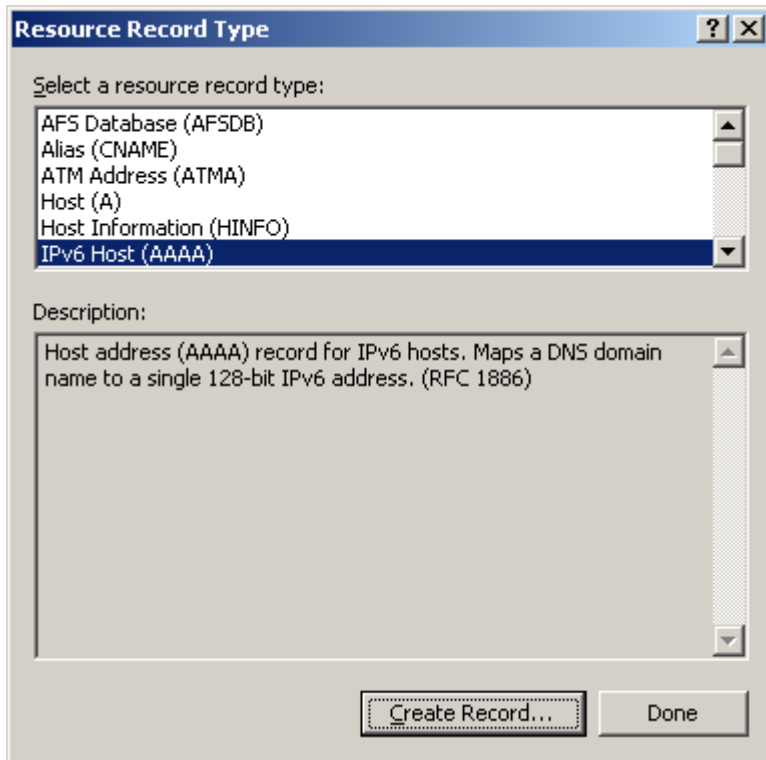 Resource Record Type
Select a resource record type:
AFS Database (AFSDB)
Alias (CNAME)
ATM Address (ATMA)
Host (A)
Host Information (HINFO)
IPv6 Host (AAAA)
Description:
Host address (AAAA) record for IPv6 hosts. Maps a DNS domain
name to a single 128-bit IPv6 address. (RFC 1886)
Create Record...
Done